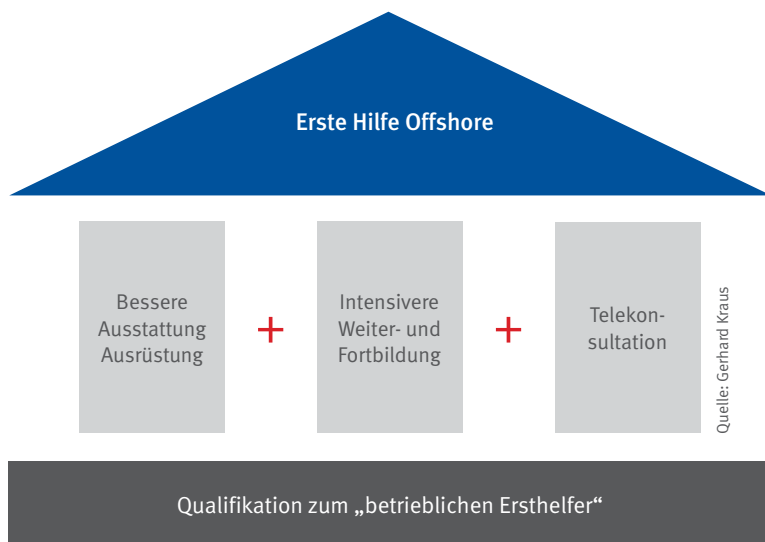 Erste Hilfe Offshore
Bessere
Ausstattung
Ausrüstung
+
Intensivere
Weiter- und
Fortbildung
+
Telekon-
sultation
Quelle: Gerhard Kraus
Qualifikation zum „betrieblichen Ersthelfer“